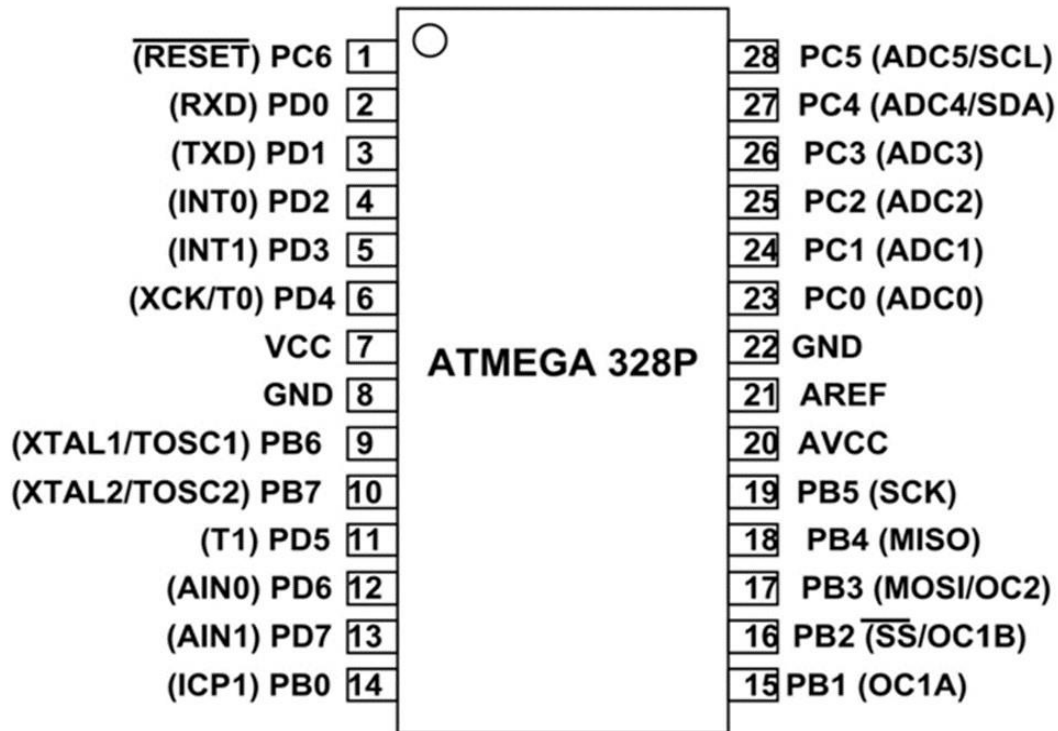 (RESET) PC6 1
(RXD) PD0 2
(TXD) PD1 3
(INT0) PD2 4
(INT1) PD3 5
(XCK/T0) PD4 6
VCC 7
GND 8
(XTAL1/TOSC1) PB6 9
(XTAL2/TOSC2) PB7 10
(T1) PD5 11
(AIN0) PD6 12
(AIN1) PD7 13
(ICP1) PB0 14
ATMEGA 328P
28 PC5 (ADC5/SCL)
27 PC4 (ADC4/SDA)
26 PC3 (ADC3)
25 PC2 (ADC2)
24 PC1 (ADC1)
23 PC0 (ADC0)
22 GND
21 AREF
20 AVCC
19 PB5 (SCK)
18 PB4 (MISO)
17 PB3 (MOSI/OC2)
16 PB2 (SS/OC1B)
15 PB1 (OC1A)